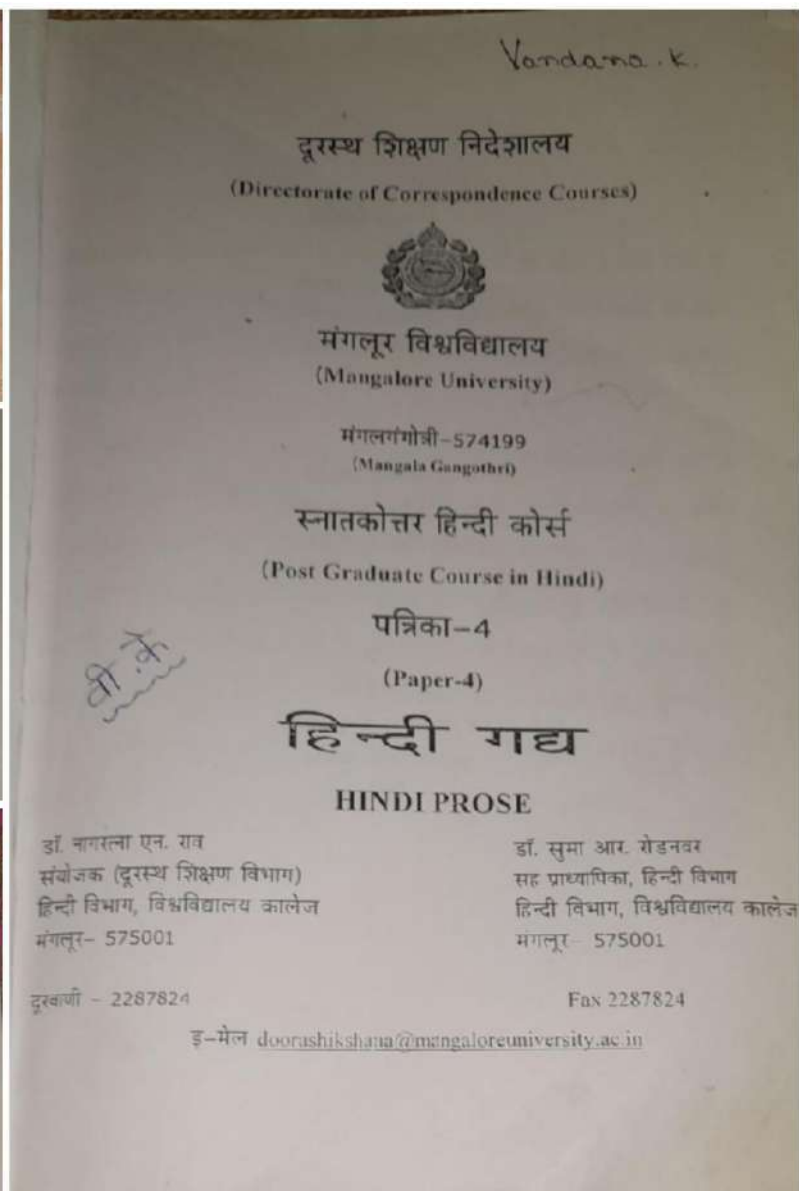 Vandana . K.
दूरस्थ शिक्षण निदेशालय
(Directorate of Correspondence Courses)
मंगलूर विश्वविद्यालय
(Mangalore University)
मंगलगंगोत्री-574199
(Mangala Gangothri)
स्नातकोत्तर हिन्दी कोर्स
(Post Graduate Course in Hindi)
पत्रिका-4
वी. के
(Paper-4)
हिन्दी गद्य
HINDI PROSE
डॉ. नागरत्ना एन. राव
संयोजक (दूरस्थ शिक्षण विभाग)
हिन्दी विभाग, विश्वविद्यालय कालेज
मंगलूर- 575001
डॉ. सुमा आर. रोडनवर
सह प्राध्यापिका, हिन्दी विभाग
हिन्दी विभाग, विश्वविद्यालय कालेज
मंगलूर- 575001
दूरवाणी - 2287824
Fax 2287824
इ-मेल doorashikshana@mangaloreuniversity.ac.in